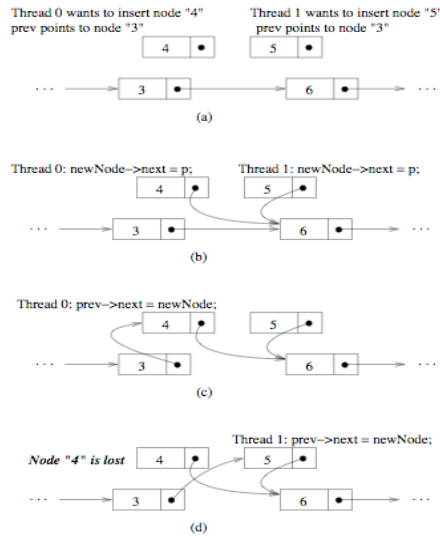 Thread 0 wants to insert node "4"
prev points to node "3"
Thread 1 wants to insert node "5"
prev points to node "3"
4
5
...
3
6
...
(a)
Thread 0: newNode->next = p;
Thread 1: newNode->next = p;
4
5
...
3
6
...
(b)
Thread 0: prev->next = newNode;
4
5
...
3
6
...
(c)
Thread 1: prev->next = newNode;
Node "4" is lost
4
5
...
3
6
...
(d)